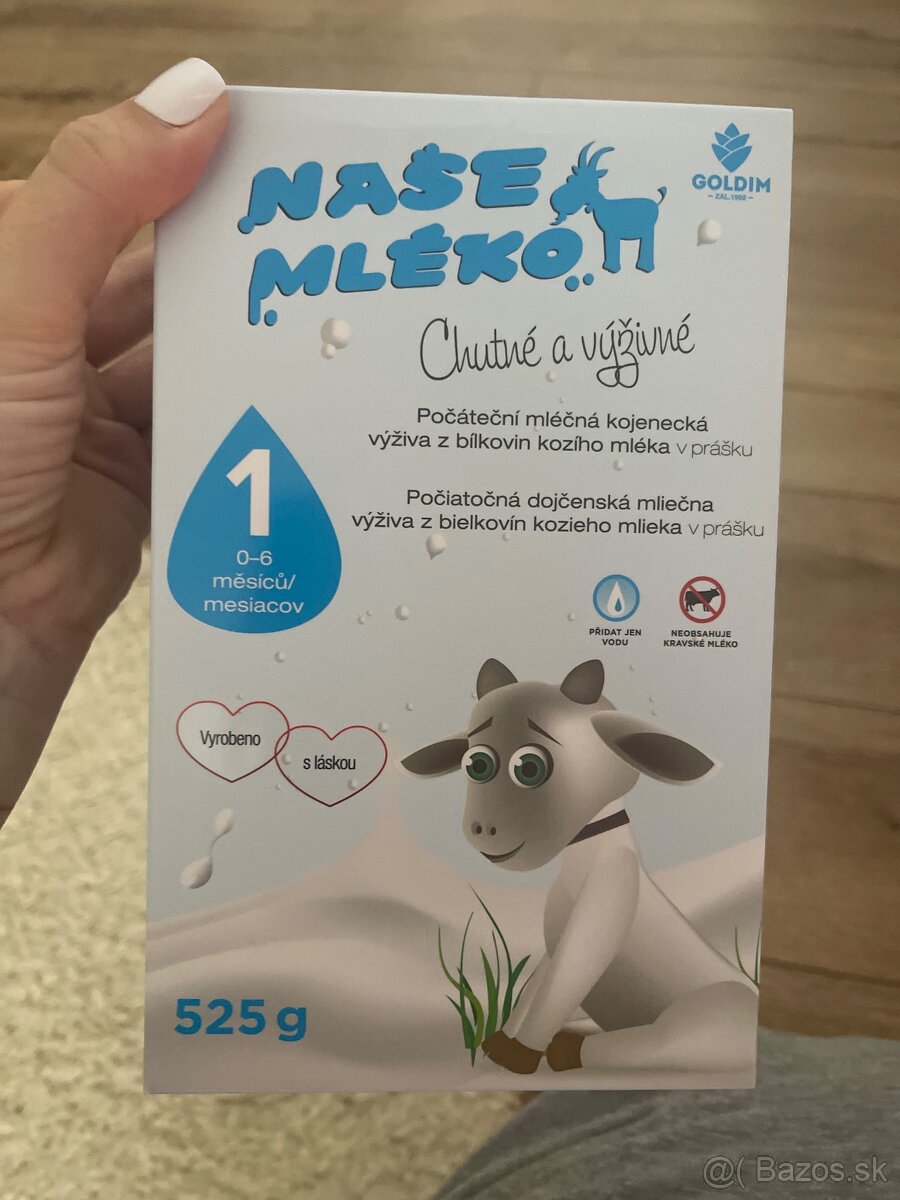 NAŠE
MLÉKO
GOLDIM
– ZAL.1992 –
Chutné a výživné
Počáteční mléčná kojenecká
výživa z bílkovin kozího mléka v prášku
Počiatočná dojčenská mliečna
výživa z bielkovín kozieho mlieka v prášku
1
0–6
měsíců/
mesiacov
PŘIDAT JEN
VODU
NEOBSAHUJE
KRAVSKÉ MLÉKO
Vyrobeno
s láskou
525 g
@( Bazos.sk